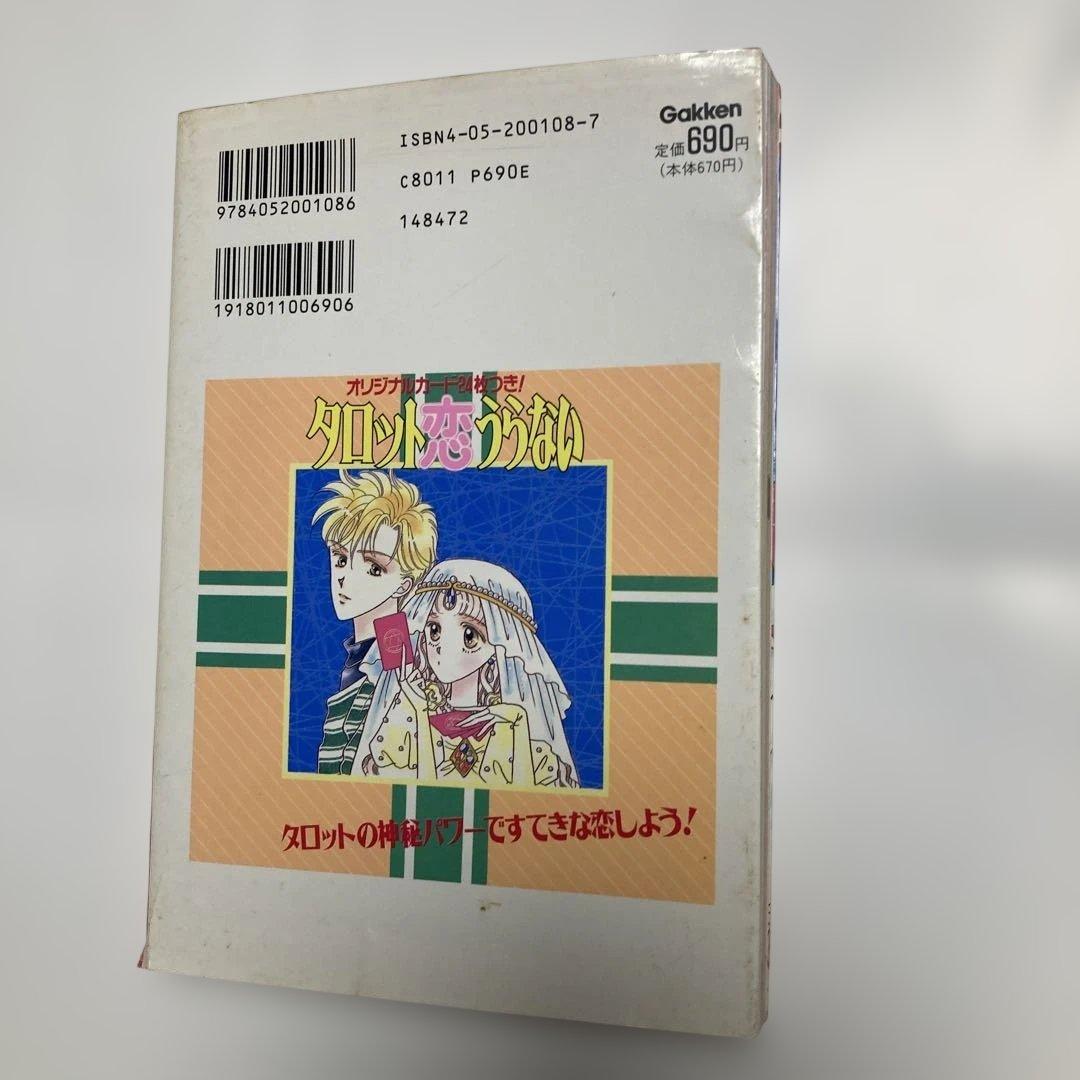 ISBN4-05-200108-7
C8011 P690E
148472
Gakken
定価690円
(本体670円)
9784052001086
1918011006906
オリジナルカード24枚つき!
タロット恋うらない
タロットの神秘パワーですてきな恋しよう!